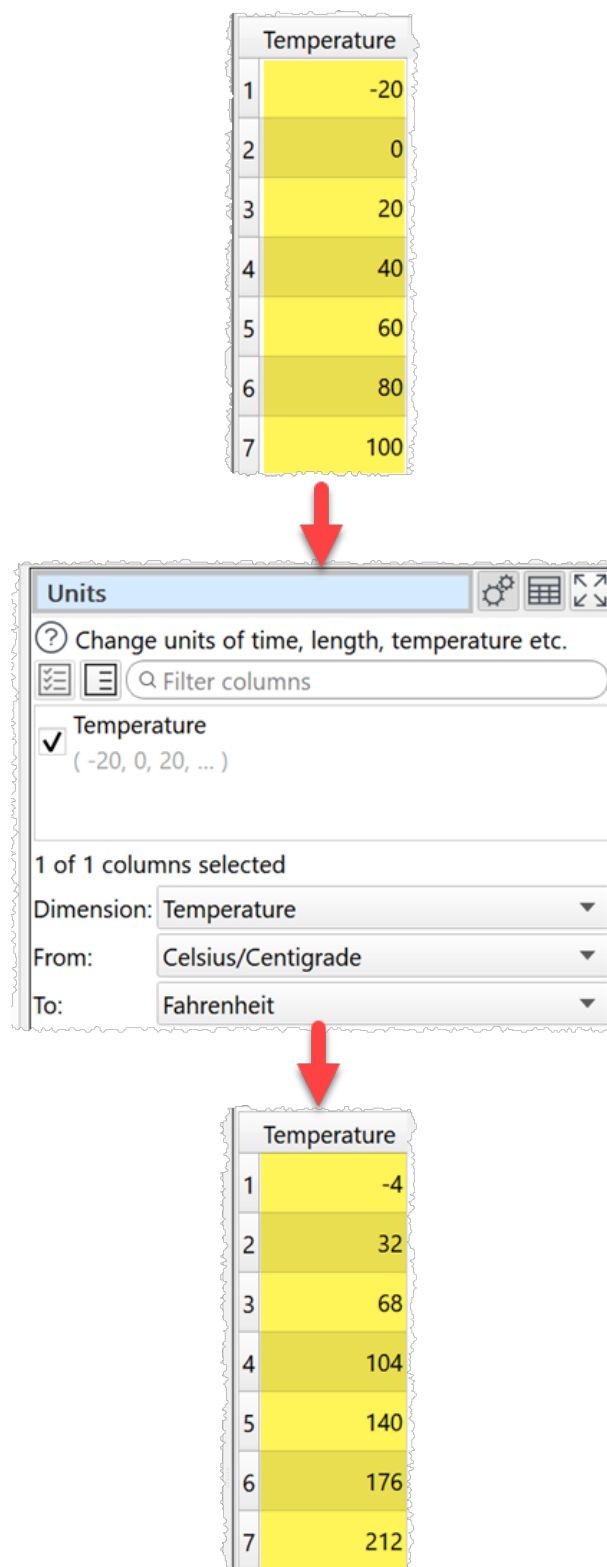 Temperature
1 -20
2 0
3 20
4 40
5 60
6 80
7 100
Units
? Change units of time, length, temperature etc.
Filter columns
Temperature
( -20, 0, 20, ... )
1 of 1 columns selected
Dimension: Temperature
From: Celsius/Centigrade
To: Fahrenheit
Temperature
1 -4
2 32
3 68
4 104
5 140
6 176
7 212